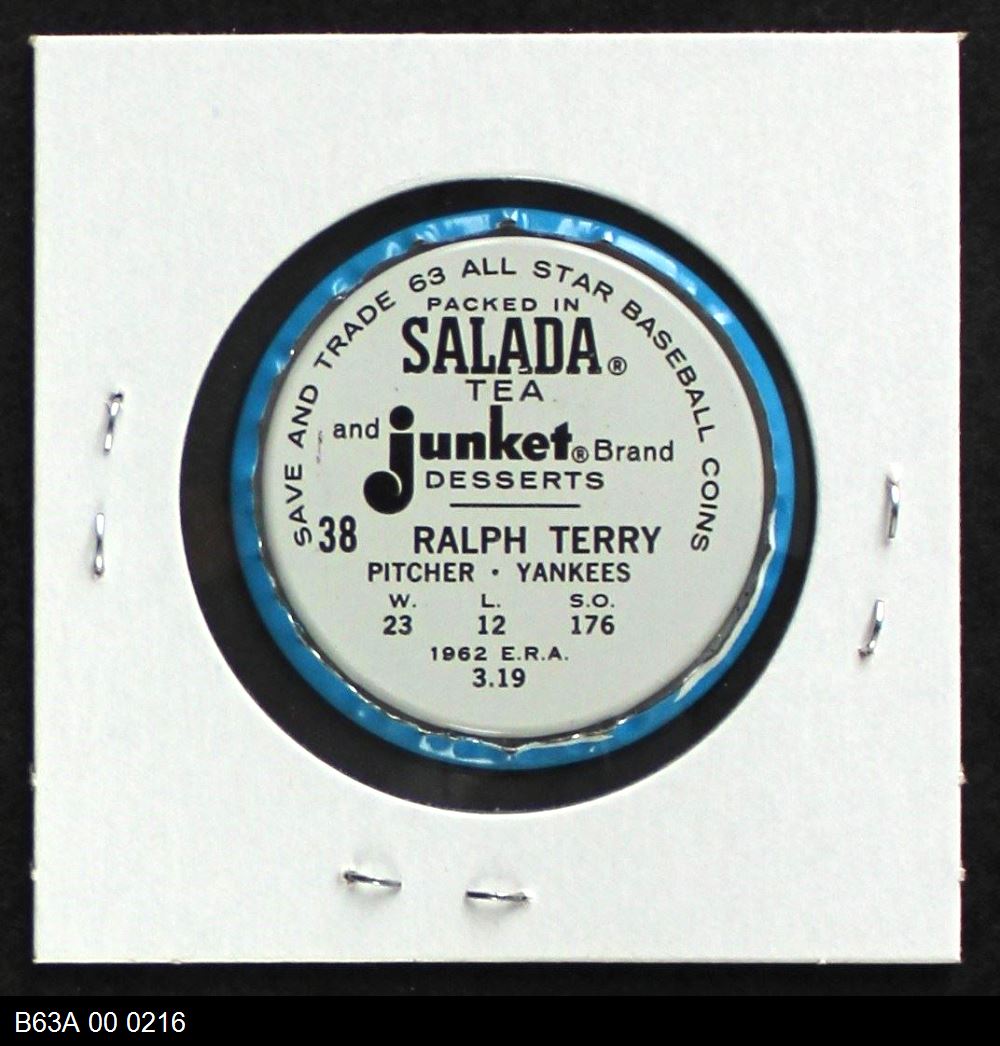 SAVE AND TRADE 63 ALL STAR BASEBALL COINS
PACKED IN
SALADA®
TEA
and junket® Brand
DESSERTS
38 RALPH TERRY
PITCHER · YANKEES
W. L. S.O.
23 12 176
1962 E.R.A.
3.19
B63A 00 0216